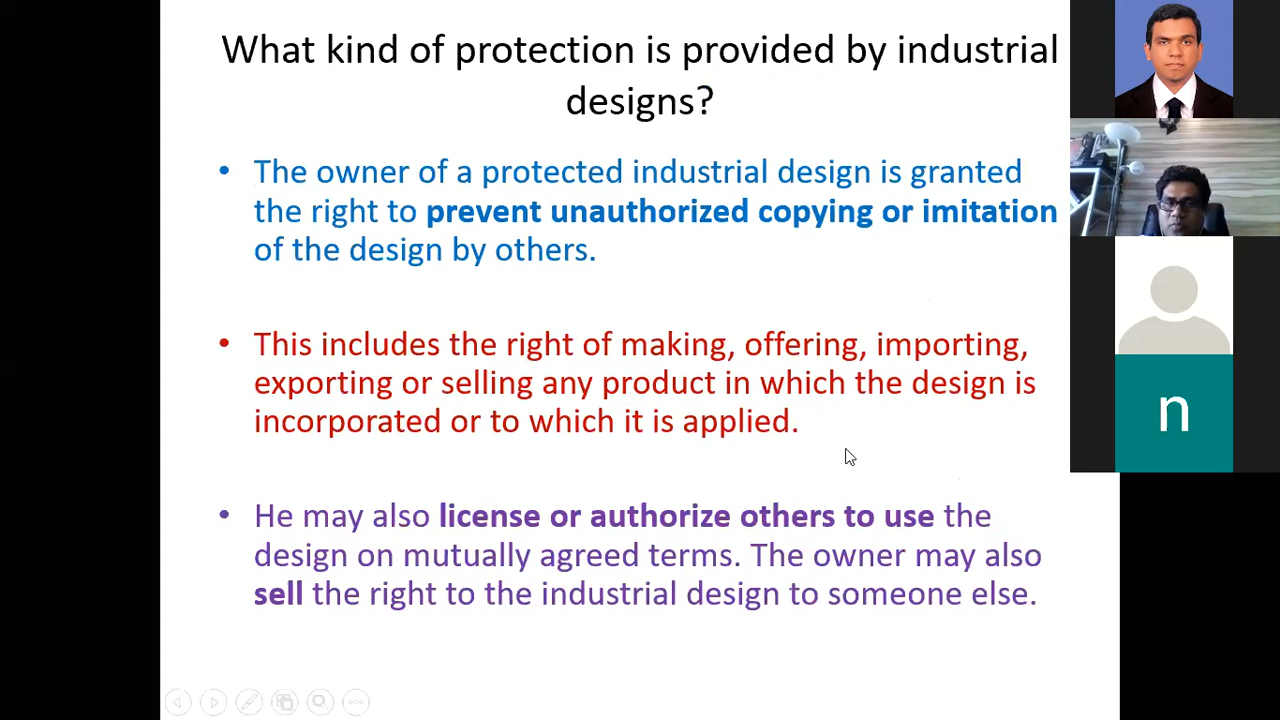 What kind of protection is provided by industrial
designs?
• The owner of a protected industrial design is granted
the right to prevent unauthorized copying or imitation
of the design by others.
• This includes the right of making, offering, importing,
exporting or selling any product in which the design is
incorporated or to which it is applied.
• He may also license or authorize others to use the
design on mutually agreed terms. The owner may also
sell the right to the industrial design to someone else.
n